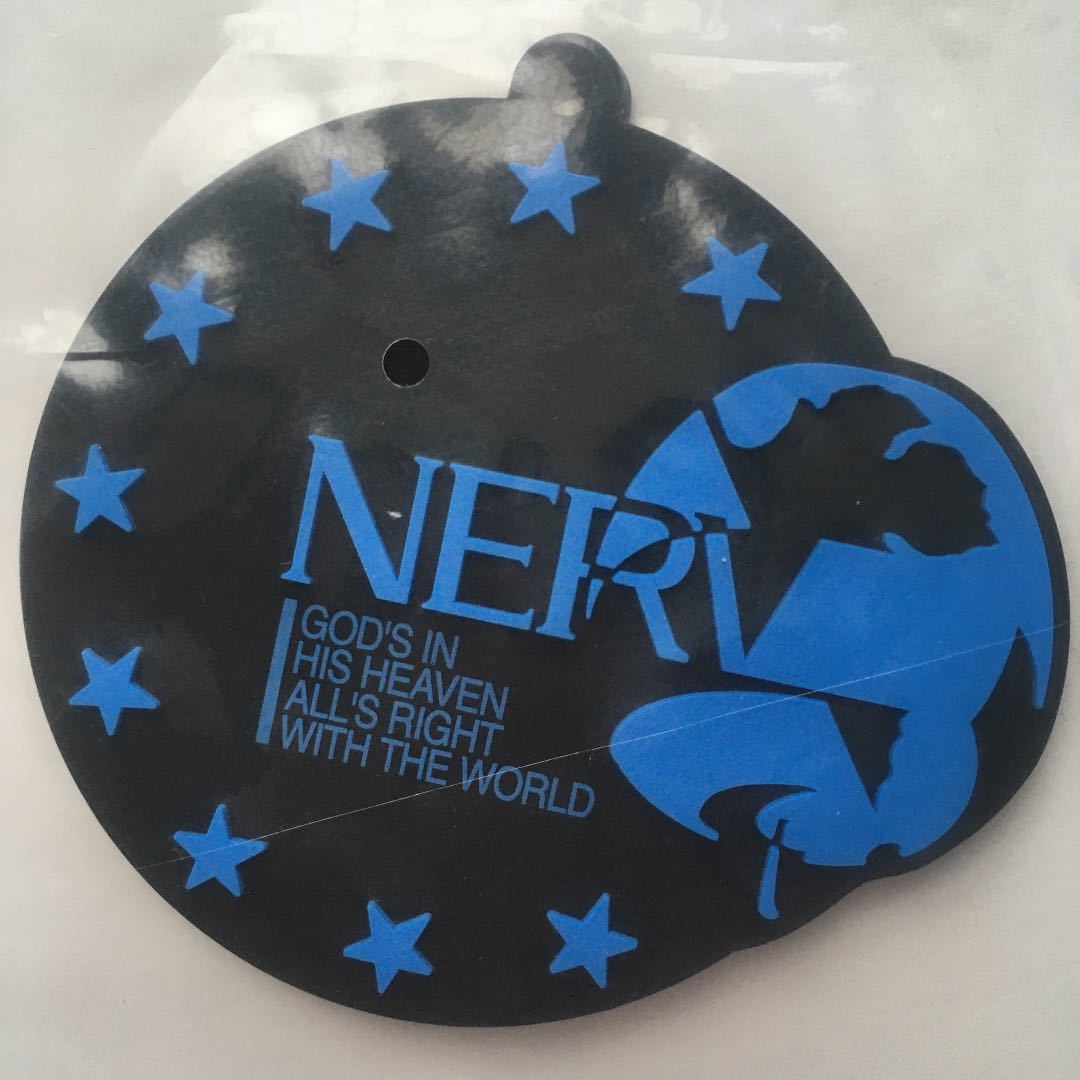 NERV
GOD'S IN
HIS HEAVEN
ALL'S RIGHT
WITH THE WORLD